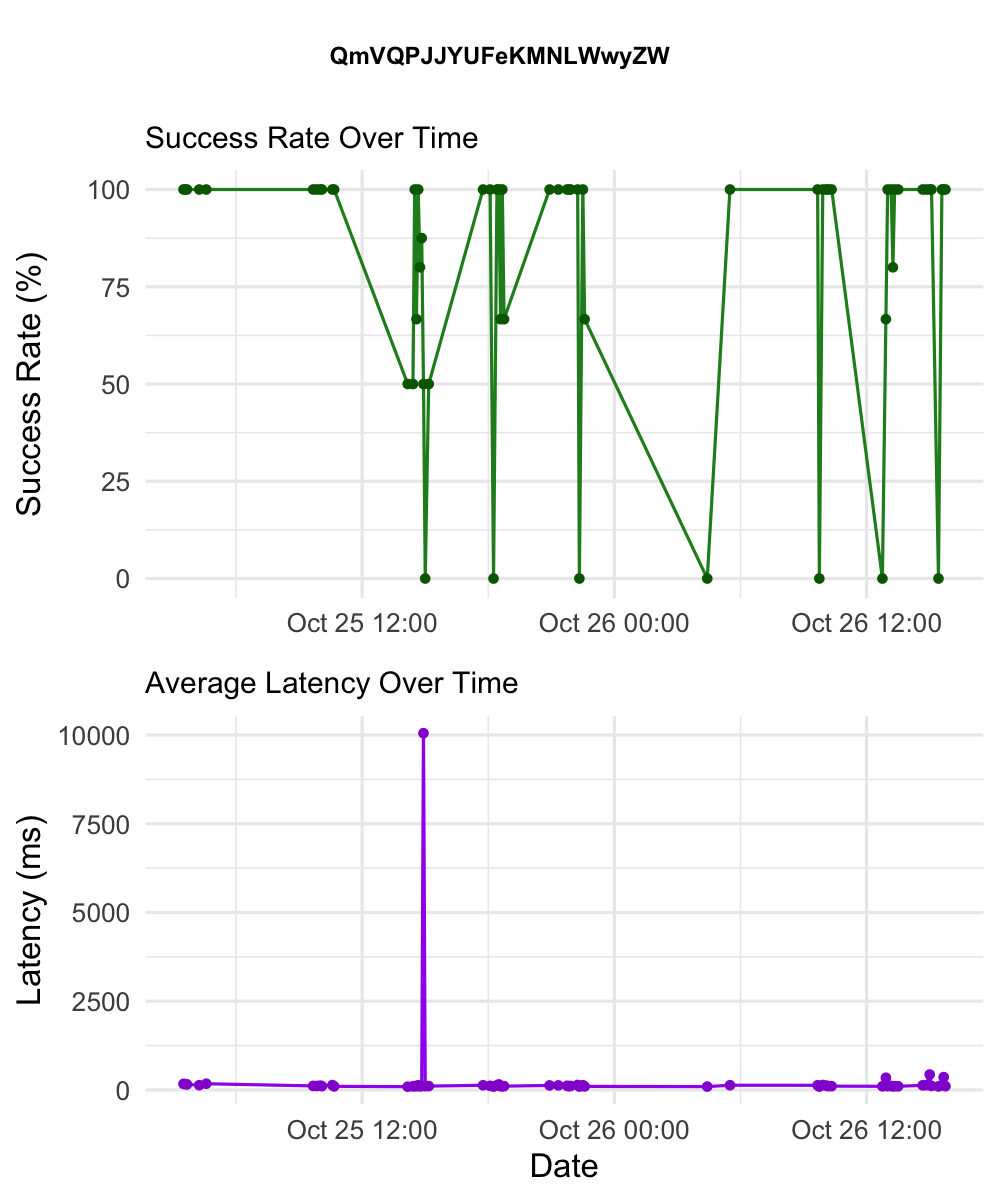 QmVQPJJYUFeKMNLWwyZW
Success Rate Over Time
Success Rate (%)
100
75
50
25
0
Oct 25 12:00
Oct 26 00:00
Oct 26 12:00
Average Latency Over Time
Latency (ms)
10000
7500
5000
2500
0
Oct 25 12:00
Oct 26 00:00
Oct 26 12:00
Date